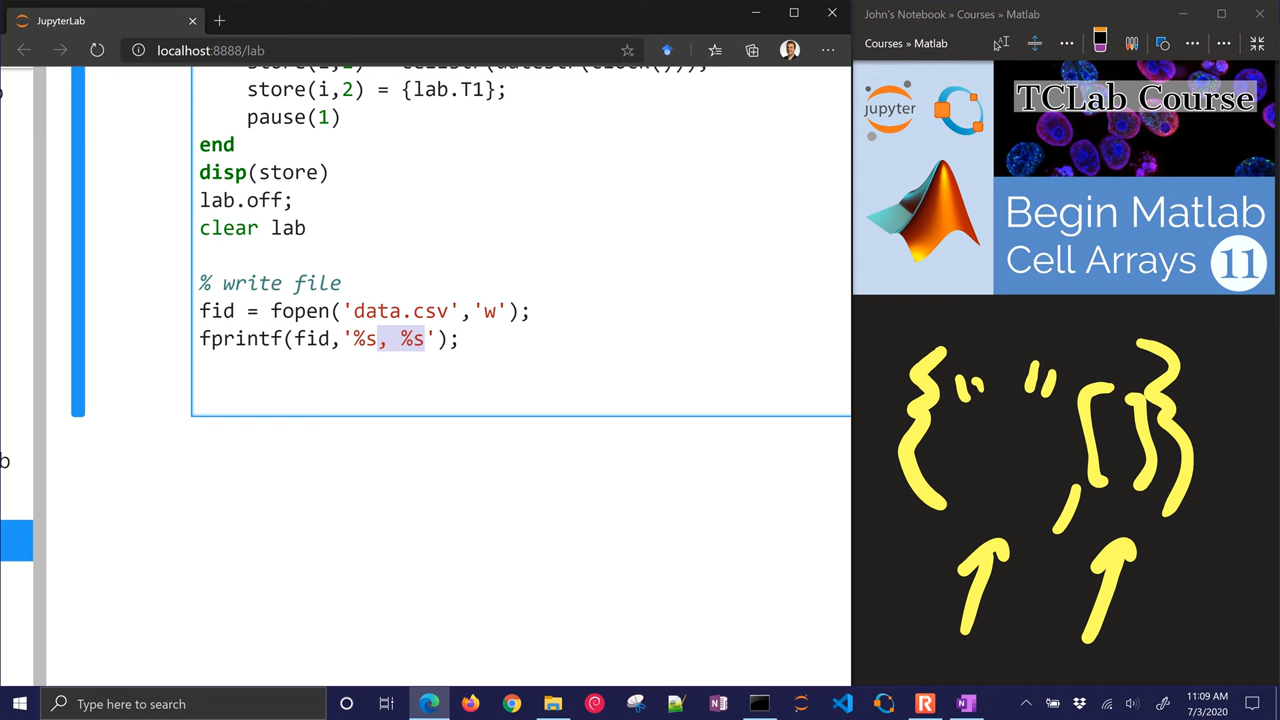 JupyterLab
localhost:8888/lab
store(i,2) = {lab.T1};
pause(1)
end
disp(store)
lab.off;
clear lab
% write file
fid = fopen('data.csv','w');
fprintf(fid,'%s, %s');
b
John's Notebook » Courses » Matlab
Courses » Matlab
jupyter
TCLab Course
Begin Matlab
Cell Arrays 11
{" ",[]}
Type here to search
11:09 AM
7/3/2020